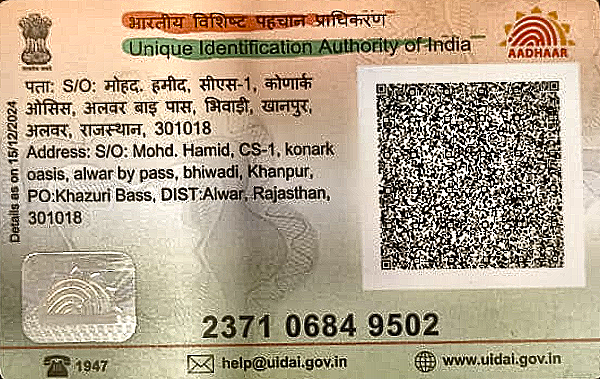 भारतीय विशिष्ट पहचान प्राधिकरण
Unique Identification Authority of India
AADHAAR
Details as on 15/12/2024
पता: S/O: मोहद. हमीद, सीएस-1, कोणार्क
ओसिस, अलवर बाइ पास, भिवाड़ी, खानपुर,
अलवर, राजस्थान, 301018
Address: S/O: Mohd. Hamid, CS-1, konark
oasis, alwar by pass, bhiwadi, Khanpur,
PO:Khazuri Bass, DIST:Alwar, Rajasthan,
301018
2371 0684 9502
1947
help@uidai.gov.in
www.uidai.gov.in